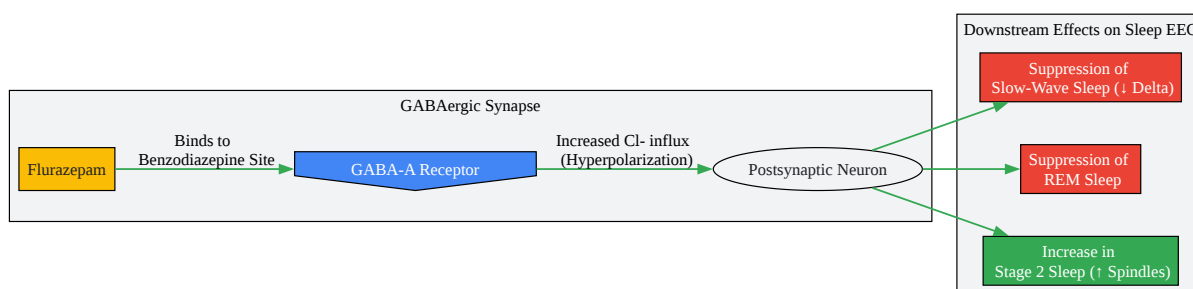 Downstream Effects on Sleep EEG
GABAergic Synapse
Flurazepam
Binds to
Benzodiazepine Site
GABA-A Receptor
Increased Cl- influx
(Hyperpolarization)
Postsynaptic Neuron
Suppression of
Slow-Wave Sleep (↓ Delta)
Suppression of
REM Sleep
Increase in
Stage 2 Sleep (↑ Spindles)